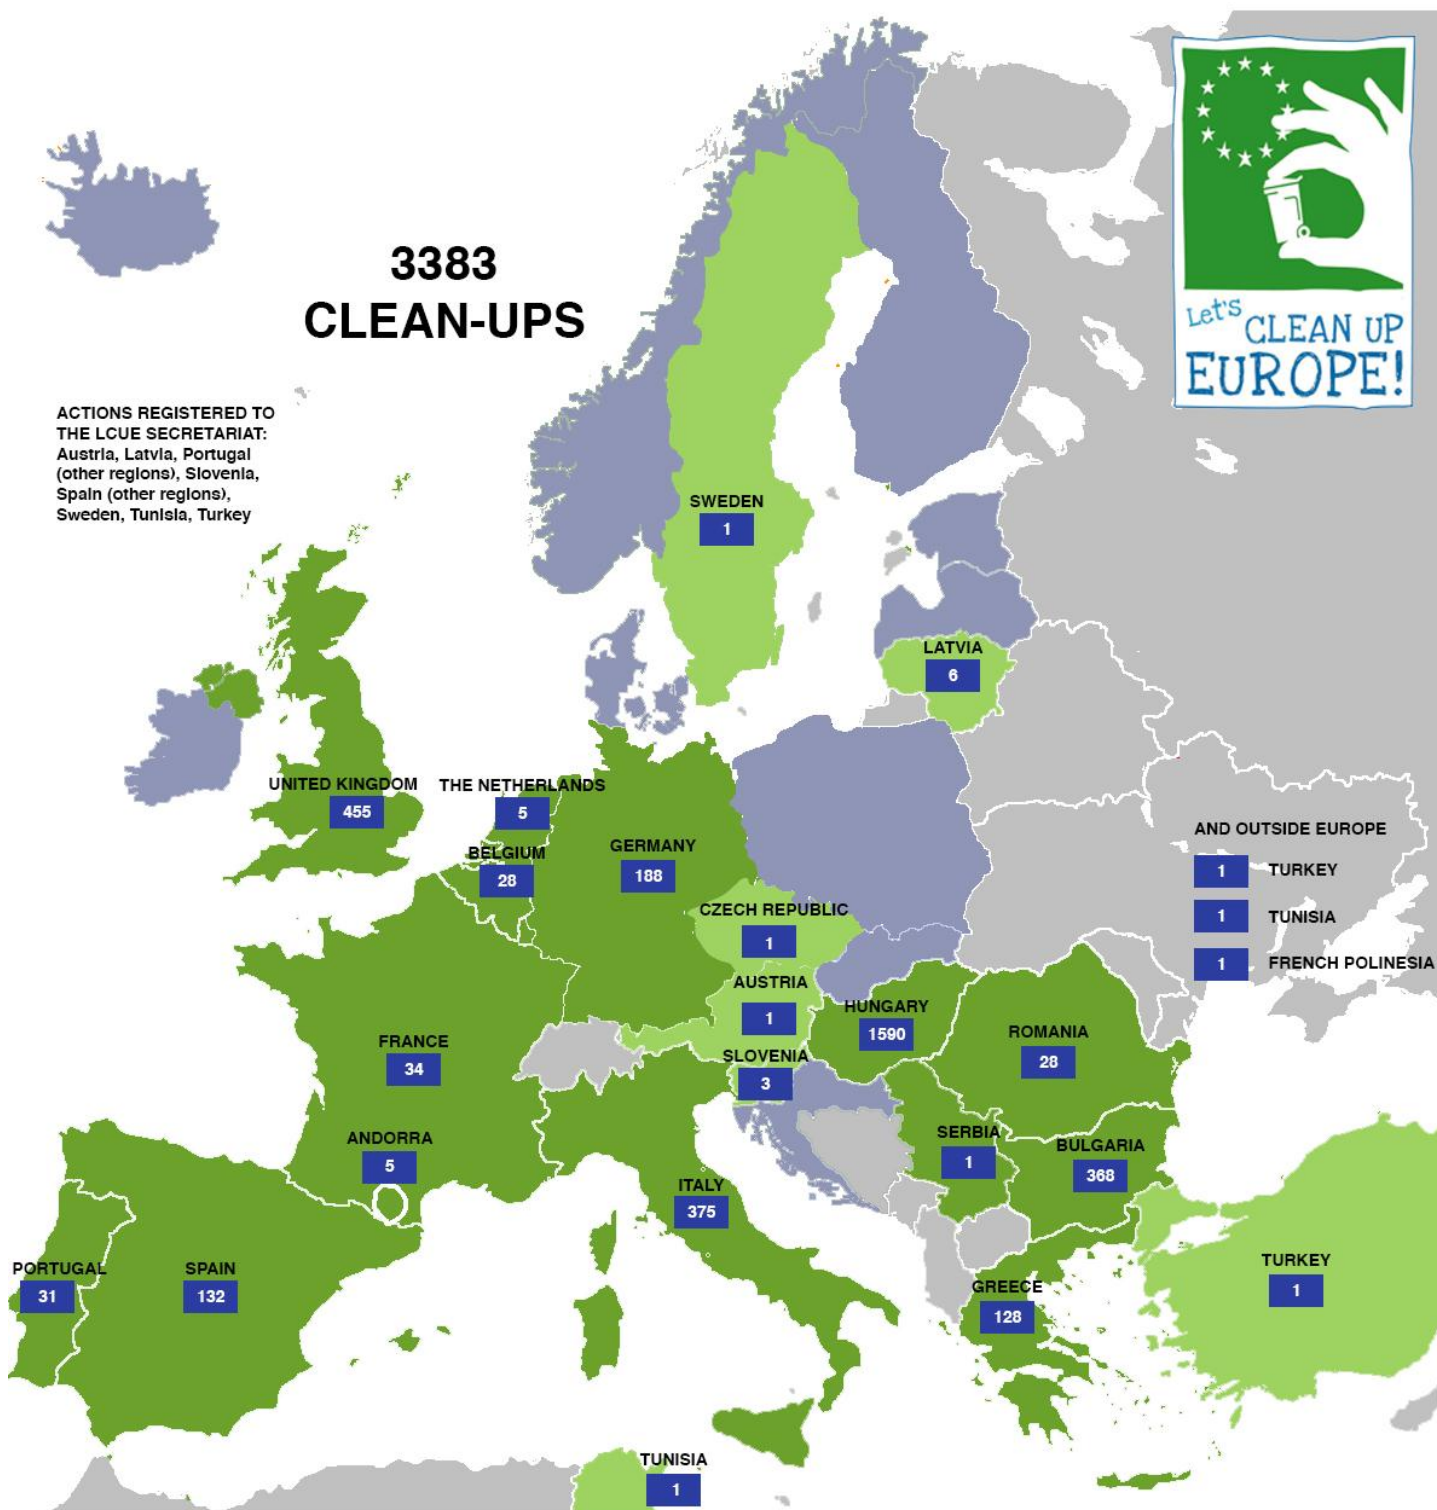 3383
CLEAN-UPS
Let's
CLEAN UP
EUROPE!
ACTIONS REGISTERED TO
THE LCUE SECRETARIAT:
Austria, Latvia, Portugal
(other regions), Slovenia,
Spain (other regions),
Sweden, Tunisia, Turkey
SWEDEN
1
LATVIA
6
UNITED KINGDOM
455
THE NETHERLANDS
5
BELGIUM
28
GERMANY
188
AND OUTSIDE EUROPE
1 TURKEY
1 TUNISIA
1 FRENCH POLINESIA
CZECH REPUBLIC
1
AUSTRIA
1
HUNGARY
1590
ROMANIA
28
FRANCE
34
SLOVENIA
3
ANDORRA
5
SERBIA
1
BULGARIA
368
ITALY
375
PORTUGAL
31
SPAIN
132
GREECE
128
TURKEY
1
TUNISIA
1